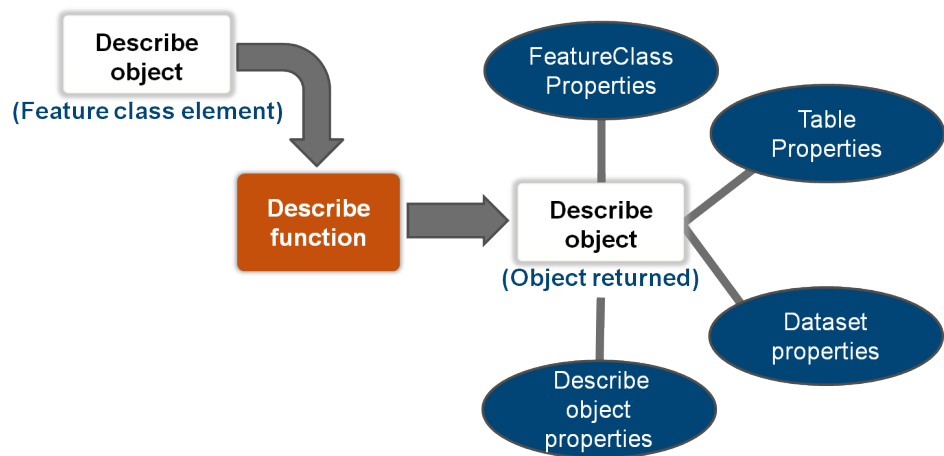 Describe
object
(Feature class element)
Describe
function
FeatureClass
Properties
Table
Properties
Describe
object
(Object returned)
Dataset
properties
Describe
object
properties